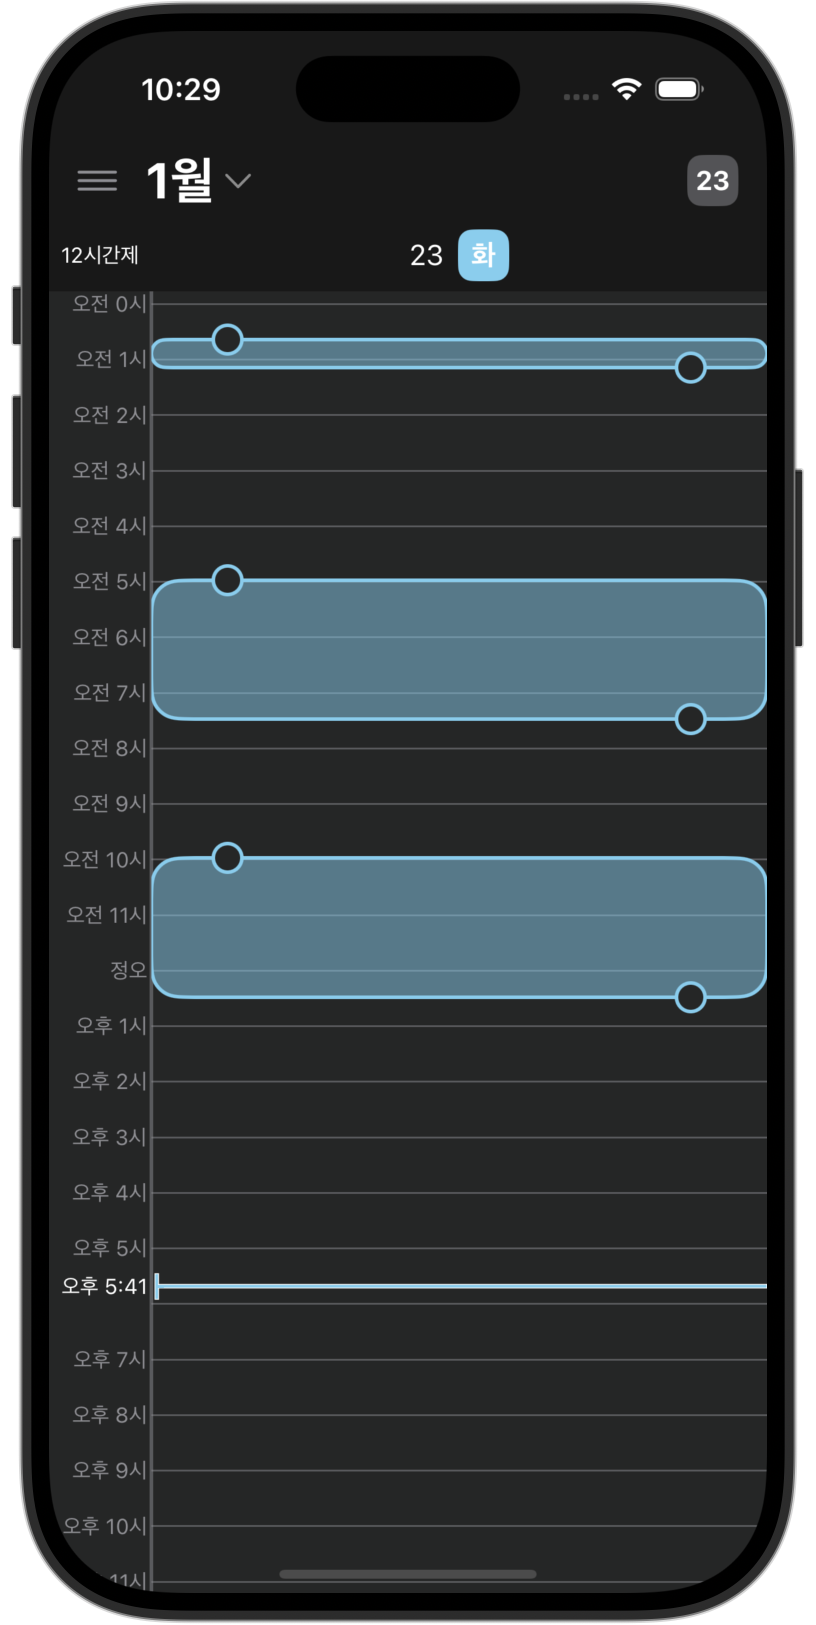 10:29
1월
23
12시간제
23 화
오전 0시
오전 1시
오전 2시
오전 3시
오전 4시
오전 5시
오전 6시
오전 7시
오전 8시
오전 9시
오전 10시
오전 11시
정오
오후 1시
오후 2시
오후 3시
오후 4시
오후 5시
오후 5:41
오후 7시
오후 8시
오후 9시
오후 10시
11시